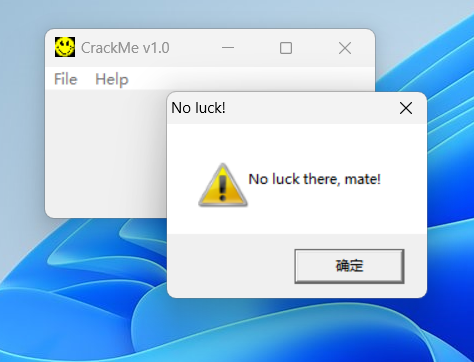 CrackMe v1.0
File Help
No luck!
No luck there, mate!
确定